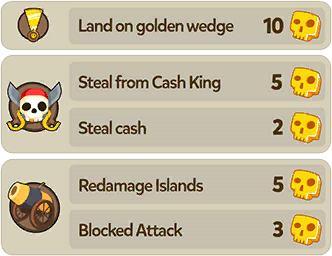 Land on golden wedge 10
Steal from Cash King 5
Steal cash 2
Redamage Islands 5
Blocked Attack 3